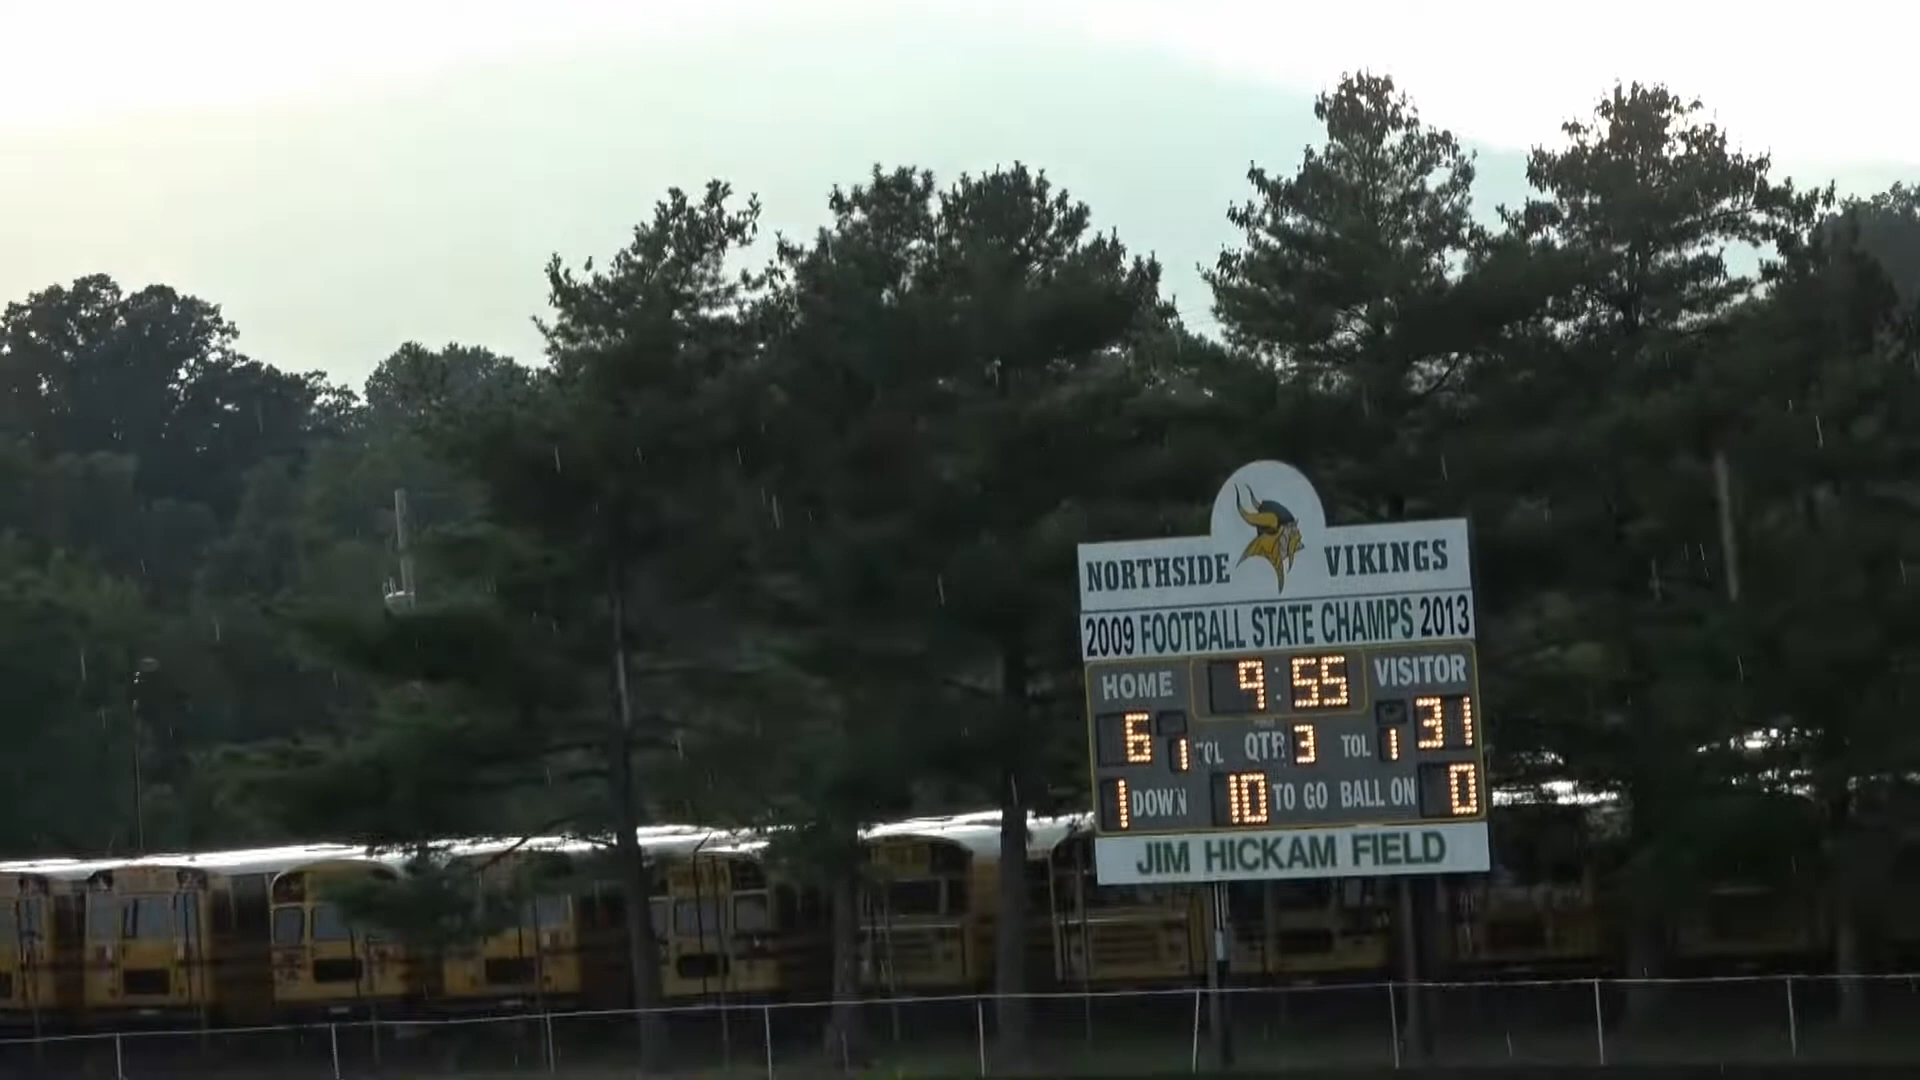 NORTHSIDE VIKINGS
2009 FOOTBALL STATE CHAMPS 2013
HOME 9:55 VISITOR
6 1 TOL QTR 3 TOL 1 31
1 DOWN 10 TO GO BALL ON 0
JIM HICKAM FIELD